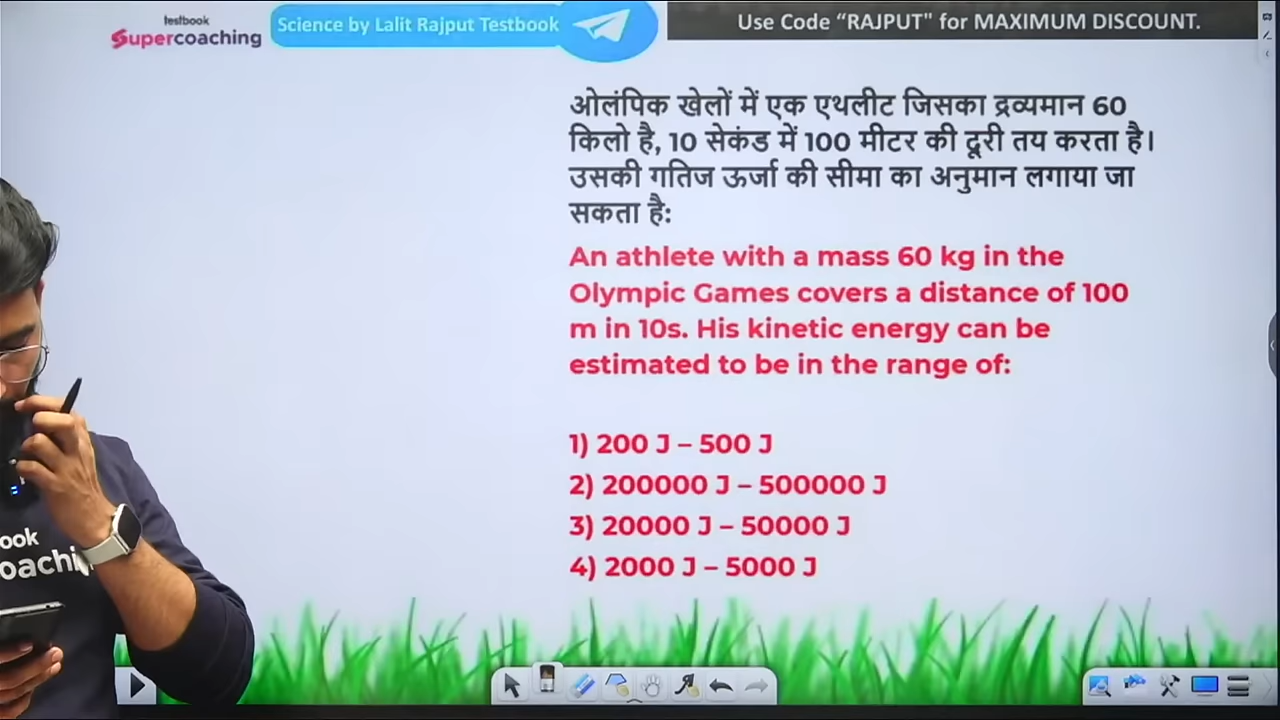 testbook
Supercoaching
Science by Lalit Rajput Testbook
Use Code “RAJPUT" for MAXIMUM DISCOUNT.
ओलंपिक खेलों में एक एथलीट जिसका द्रव्यमान 60
किलो है, 10 सेकंड में 100 मीटर की दूरी तय करता है।
उसकी गतिज ऊर्जा की सीमा का अनुमान लगाया जा
सकता है:
An athlete with a mass 60 kg in the
Olympic Games covers a distance of 100
m in 10s. His kinetic energy can be
estimated to be in the range of:
1) 200 J – 500 J
2) 200000 J – 500000 J
3) 20000 J – 50000 J
4) 2000 J – 5000 J
ook
oachi